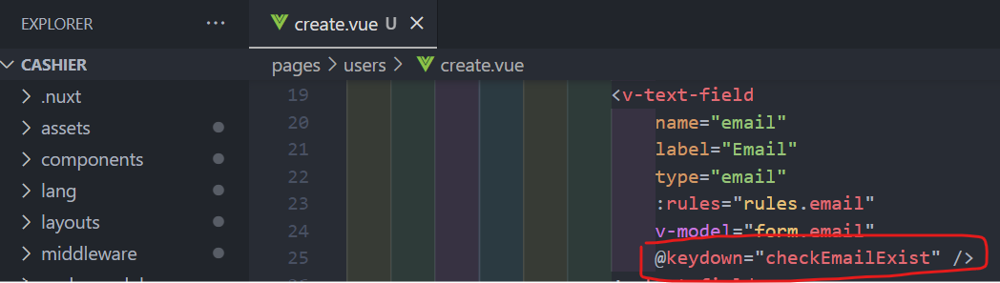 EXPLORER ...
create.vue U
CASHIER
pages > users > create.vue
.nuxt
assets
components
lang
layouts
middleware
19 <v-text-field
20 name="email"
21 label="Email"
22 type="email"
23 :rules="rules.email"
24 v-model="form.email"
25 @keydown="checkEmailExist" />
26